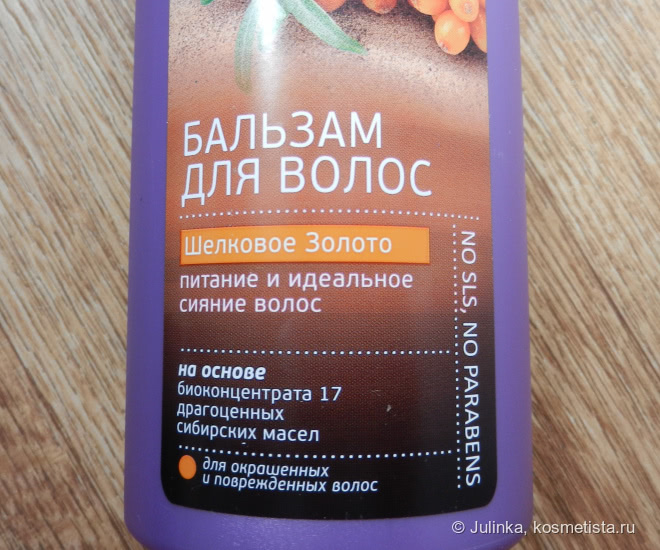 БАЛЬЗАМ
ДЛЯ ВОЛОС
Шелковое Золото
питание и идеальное
сияние волос
на основе
биоконцентрата 17
драгоценных
сибирских масел
для окрашенных
и поврежденных волос
NO SLS, NO PARABENS
© Julinka, kosmetista.ru